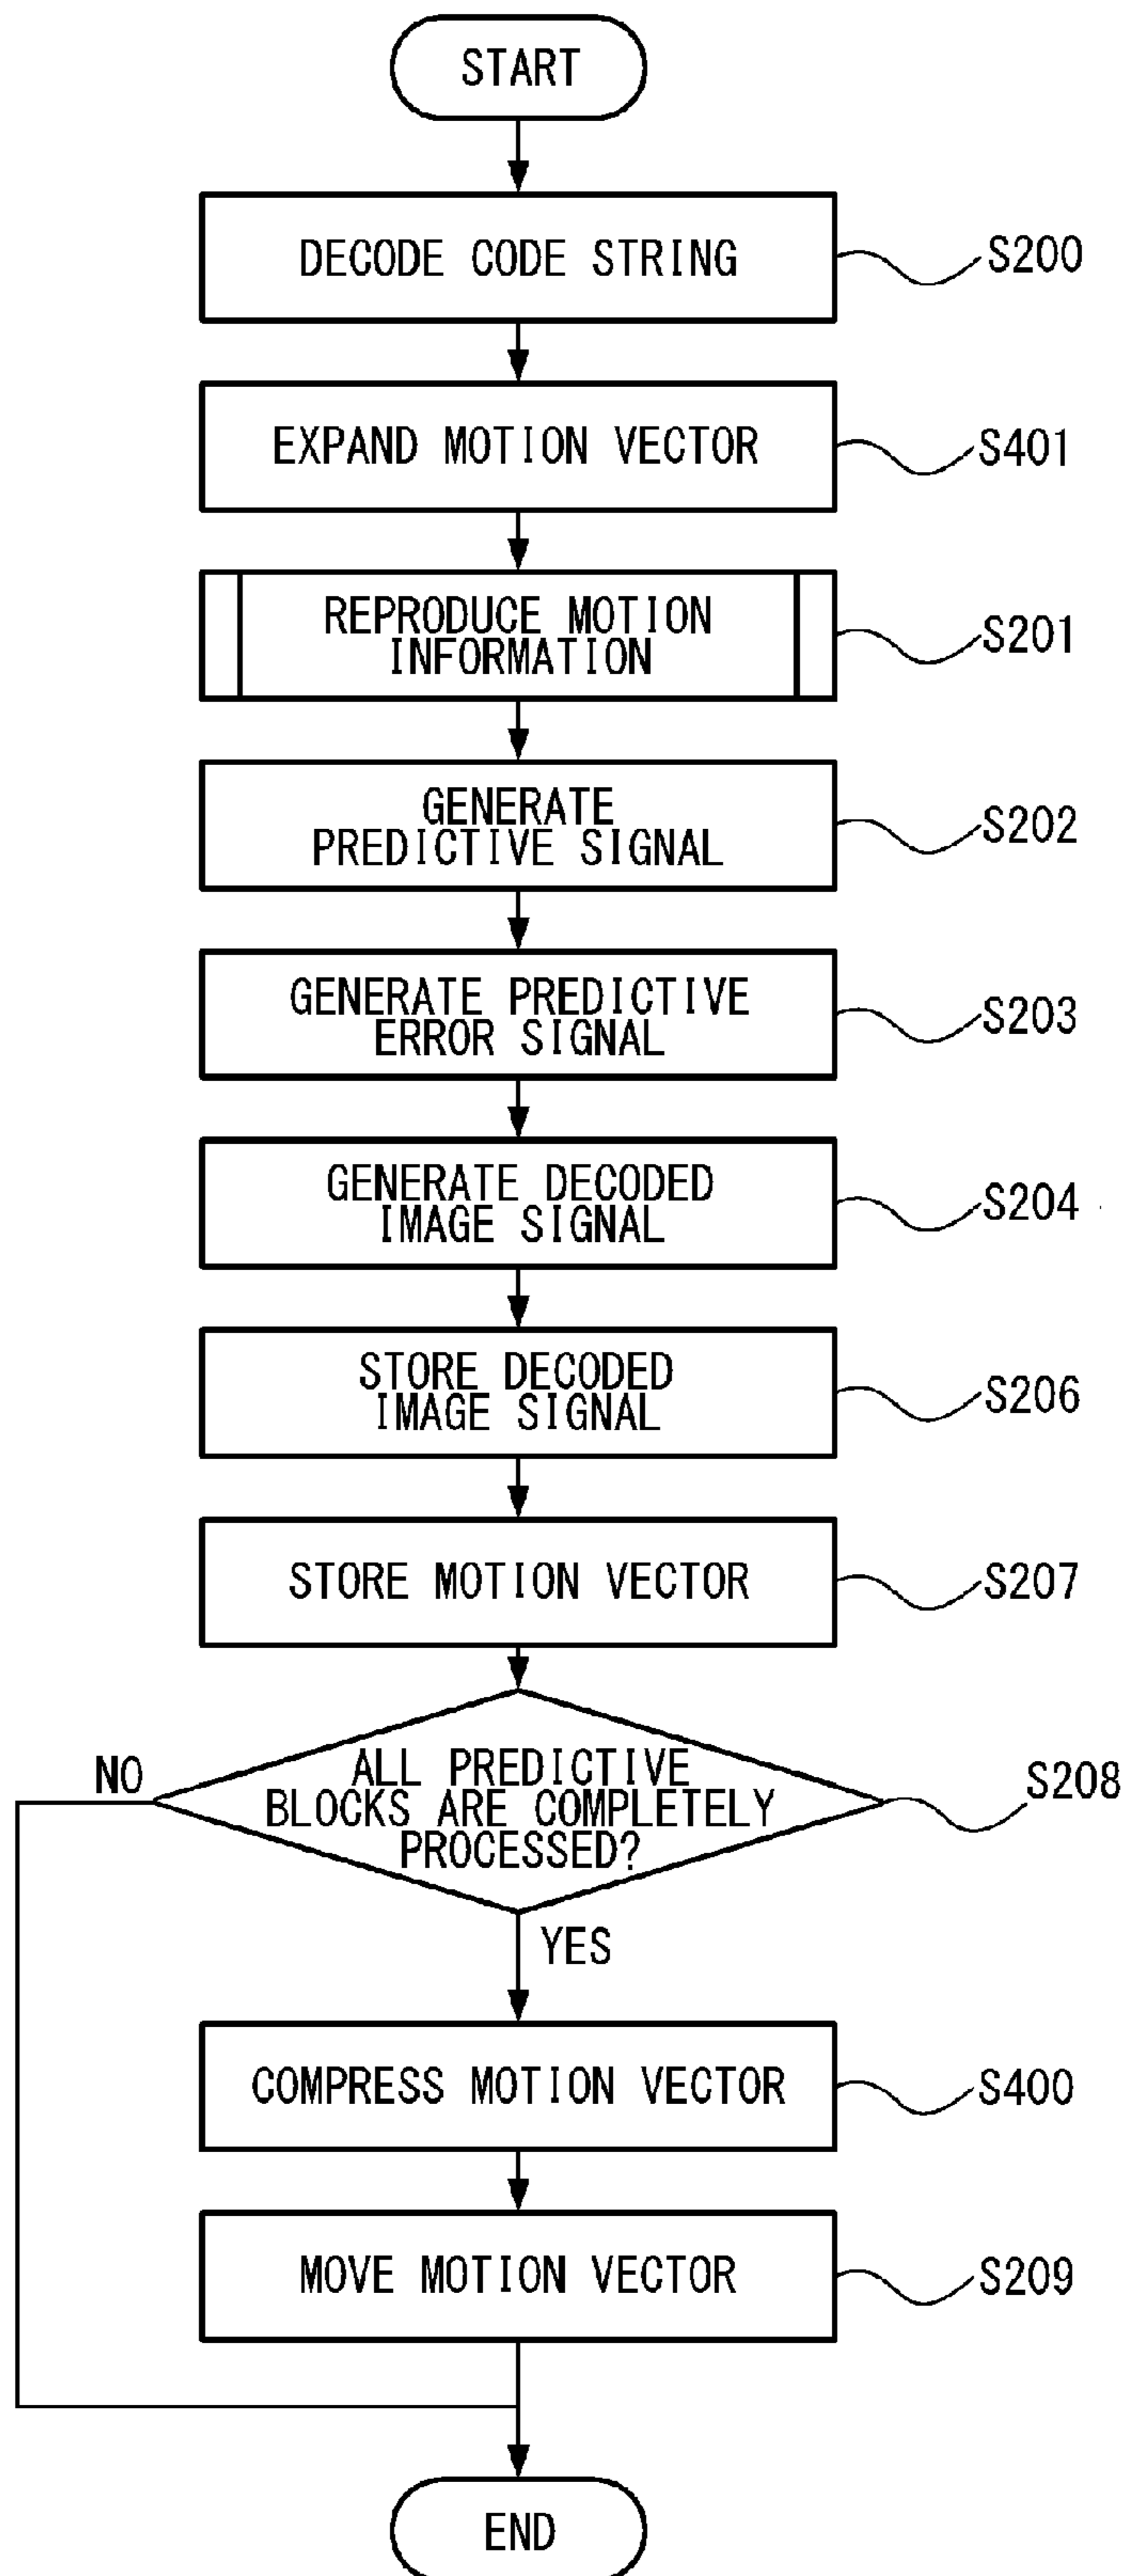 START
DECODE CODE STRING
S200
EXPAND MOTION VECTOR
S401
REPRODUCE MOTION
INFORMATION
S201
GENERATE
PREDICTIVE SIGNAL
S202
GENERATE PREDICTIVE
ERROR SIGNAL
S203
GENERATE DECODED
IMAGE SIGNAL
S204
STORE DECODED
IMAGE SIGNAL
S206
STORE MOTION VECTOR
S207
NO
ALL PREDICTIVE
BLOCKS ARE COMPLETELY
PROCESSED?
S208
YES
COMPRESS MOTION VECTOR
S400
MOVE MOTION VECTOR
S209
END